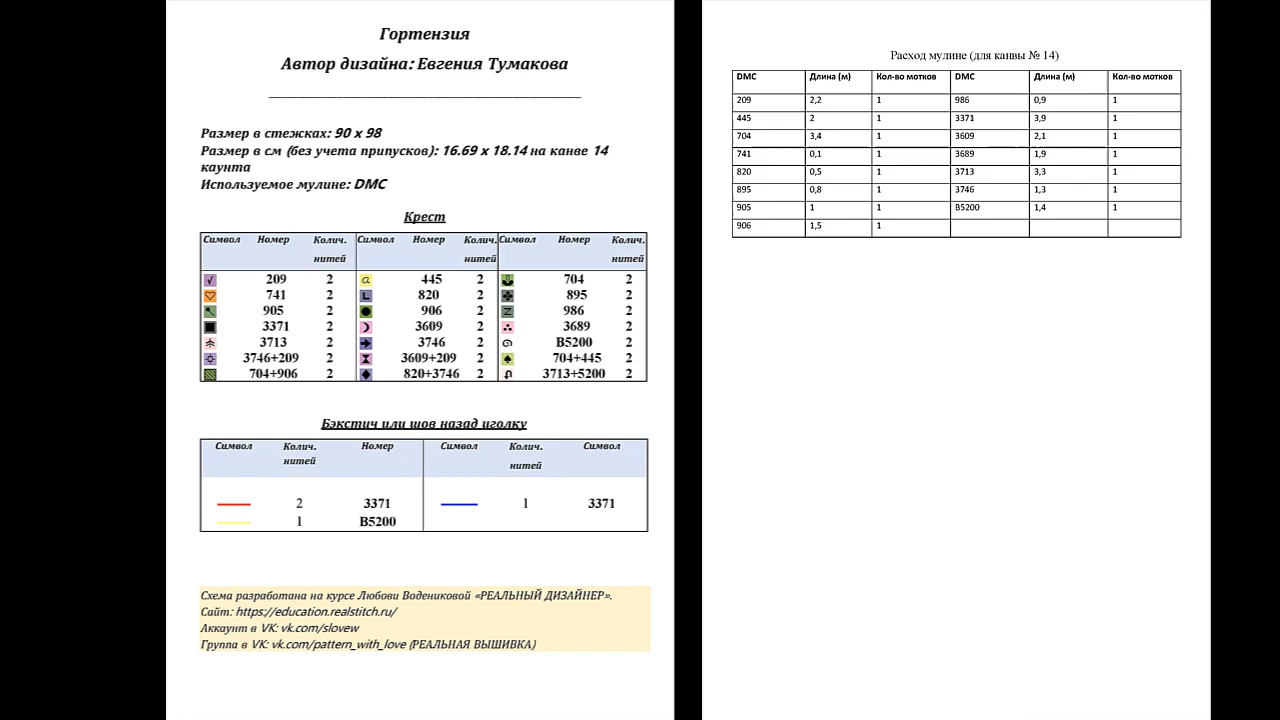 Гортензия
Автор дизайна: Евгения Тумакова
Размер в стежках: 90 x 98
Размер в см (без учета припусков): 16.69 x 18.14 на канве 14
каунта
Используемое мулине: DMC
Крест
Символ Номер Колич. нитей Символ Номер Колич. нитей Символ Номер Колич. нитей
209 2 445 2 704 2
741 2 820 2 895 2
905 2 906 2 986 2
3371 2 3609 2 3689 2
3713 2 3746 2 B5200 2
3746+209 2 3609+209 2 704+445 2
704+906 2 820+3746 2 3713+5200 2
Бэкстич или шов назад иголку
Символ Колич. нитей Номер Символ Колич. нитей Символ
2 3371 1 3371
1 B5200
Схема разработана на курсе Любови Водениковой «РЕАЛЬНЫЙ ДИЗАЙНЕР».
Сайт: https://education.realstitch.ru/
Аккаунт в VK: vk.com/slovew
Группа в VK: vk.com/pattern_with_love (РЕАЛЬНАЯ ВЫШИВКА)
Расход мулине (для канвы № 14)
DMC Длина (м) Кол-во мотков DMC Длина (м) Кол-во мотков
209 2,2 1 986 0,9 1
445 2 1 3371 3,9 1
704 3,4 1 3609 2,1 1
741 0,1 1 3689 1,9 1
820 0,5 1 3713 3,3 1
895 0,8 1 3746 1,3 1
905 1 1 B5200 1,4 1
906 1,5 1